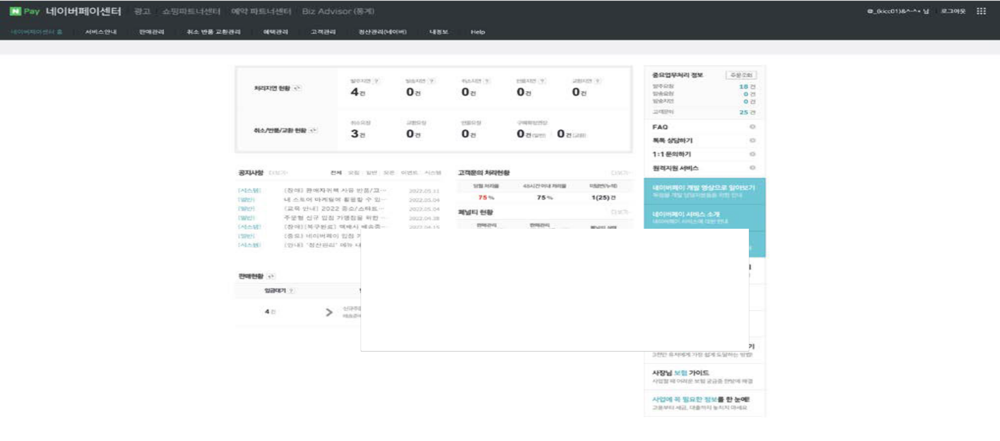 N Pay 네이버페이센터 광고 쇼핑파트너센터 예약 파트너센터 Biz Advisor (통계)
@_(kicc01)&^-^* 님 로그아웃
네이버페이센터 홈 서비스안내 판매관리 취소 반품 교환관리 혜택관리 고객관리 정산관리(네이버) 내정보 Help
처리지연 현황
발주지연 ? 발송지연 ? 취소지연 ? 반품지연 ? 교환지연 ?
4건 0건 0건 0건 0건
취소/반품/교환 현황
취소요청 교환요청 반품요청 구매확정연장
3건 0건 0건 0건(일반) 0건(교환)
중요업무처리 정보 주문조회
발주요청 18 건
발송요청 0 건
발송지연 0 건
고객문의 25 건
FAQ
톡톡 상담하기
1:1문의하기
원격지원 서비스
네이버페이 개발 영상으로 알아보기
네이버페이 서비스 소개
네이버페이 서비스에 대한 안내
공지사항 더보기
전체 일반 오픈 이벤트 시스템
[시스템] [장애] 판매자귀책 사유 반품/교… 2022.05.11
[일반] 내 스토어 마케팅에 활용할 수 있… 2022.05.04
[일반] [교육 안내] 2022 중소/스타트… 2022.05.04
[일반] 주문형 신규 입점 가맹점을 위한 … 2022.04.28
[시스템] [장애][복구완료] 택배사 배송중… 2022.04.15
[일반] [중요] 네이버페이 입점
[시스템] [안내] '정산관리' 메뉴
고객문의 처리현황 더보기
당월 처리율 48시간 이내 처리율 미답변(누적)
75 % 75 % 1(25) 건
페널티 현황 더보기
판매관리 판매관리 페널티 상태
판매현황
입금대기 ?
4 건
신규주문
배송준비
3천만 유저에게 가장 쉽게 도달하는 방법!
사장님 보험 가이드
사업할 때 어려운 보험 궁금증 한방에 해결
사업에 꼭 필요한 정보를 한 눈에!
고용부터 세금, 대출까지 놓치지 마세요